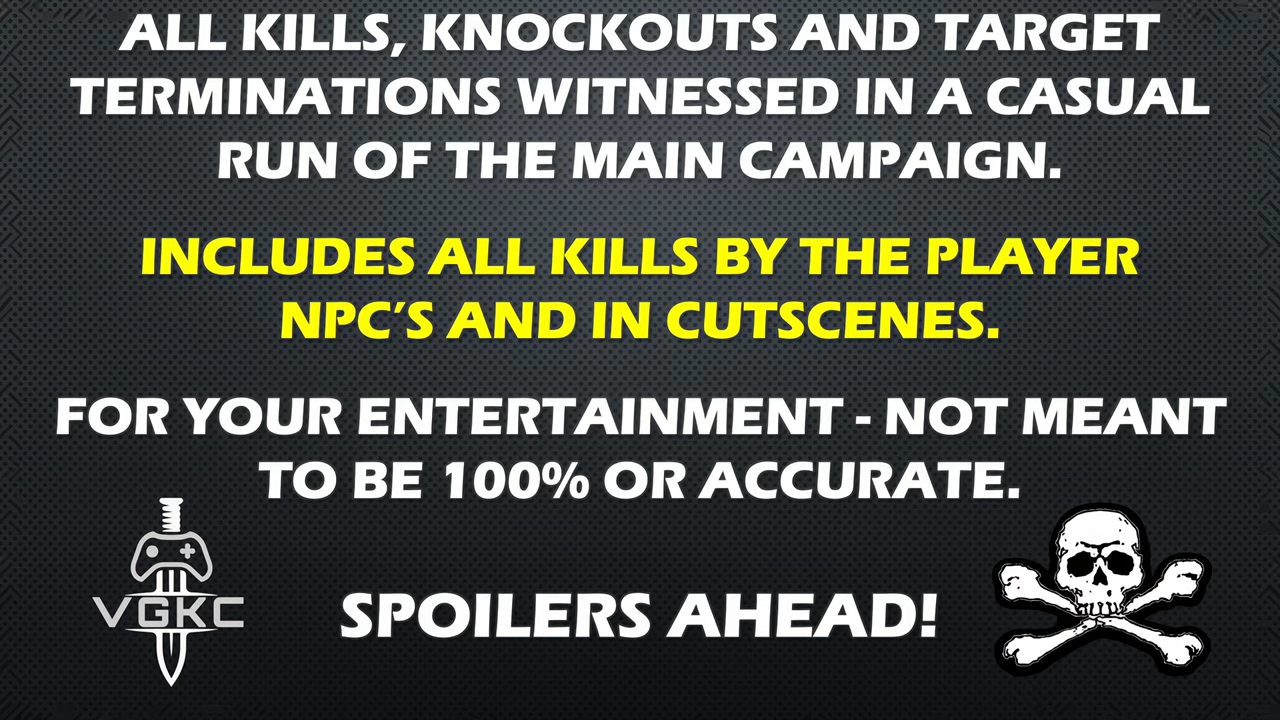 ALL KILLS, KNOCKOUTS AND TARGET
TERMINATIONS WITNESSED IN A CASUAL
RUN OF THE MAIN CAMPAIGN.
INCLUDES ALL KILLS BY THE PLAYER
NPC'S AND IN CUTSCENES.
FOR YOUR ENTERTAINMENT - NOT MEANT
TO BE 100% OR ACCURATE.
VGKC
SPOILERS AHEAD!